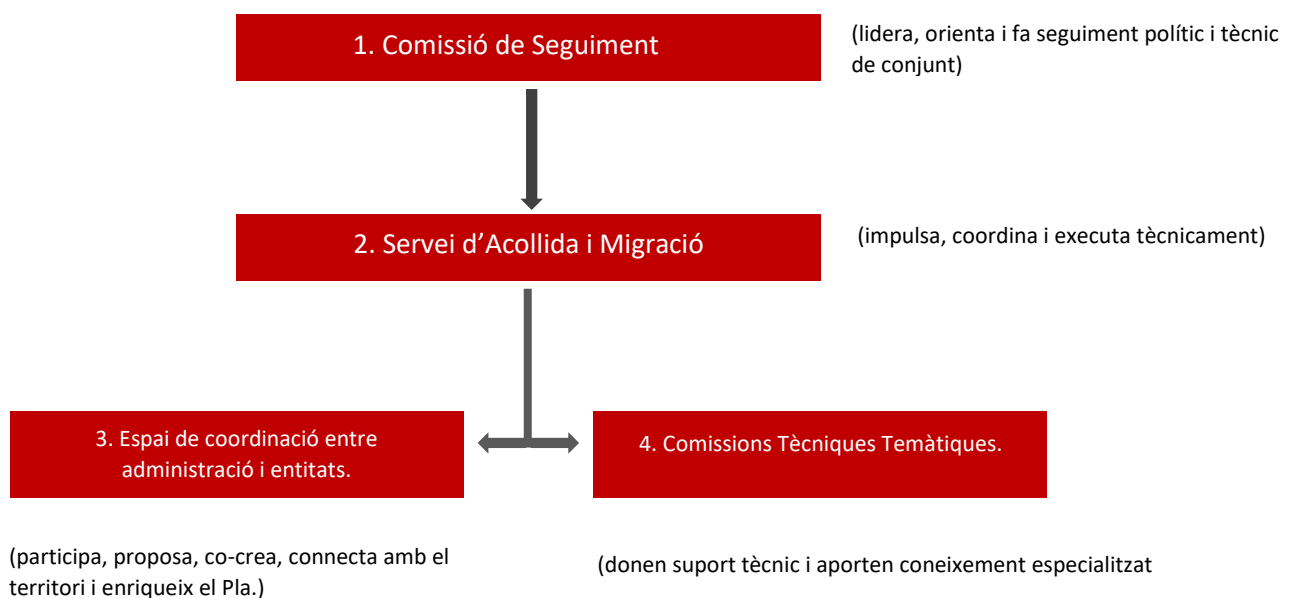 1. Comissió de Seguiment
(lidera, orienta i fa seguiment polític i tècnic
de conjunt)
2. Servei d’Acollida i Migració
(impulsa, coordina i executa tècnicament)
3. Espai de coordinació entre
administració i entitats.
4. Comissions Tècniques Temàtiques.
(participa, proposa, co-crea, connecta amb el
territori i enriqueix el Pla.)
(donen suport tècnic i aporten coneixement especialitzat